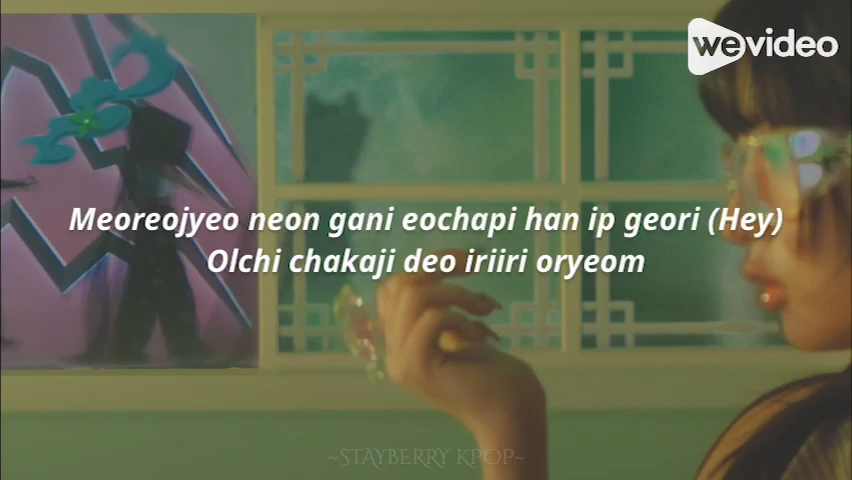 wevideo
Meoreojyeo neon gani eochapi han ip geori (Hey)
Olchi chakaji deo iriiri oryeom
~STAYBERRY KPOP~